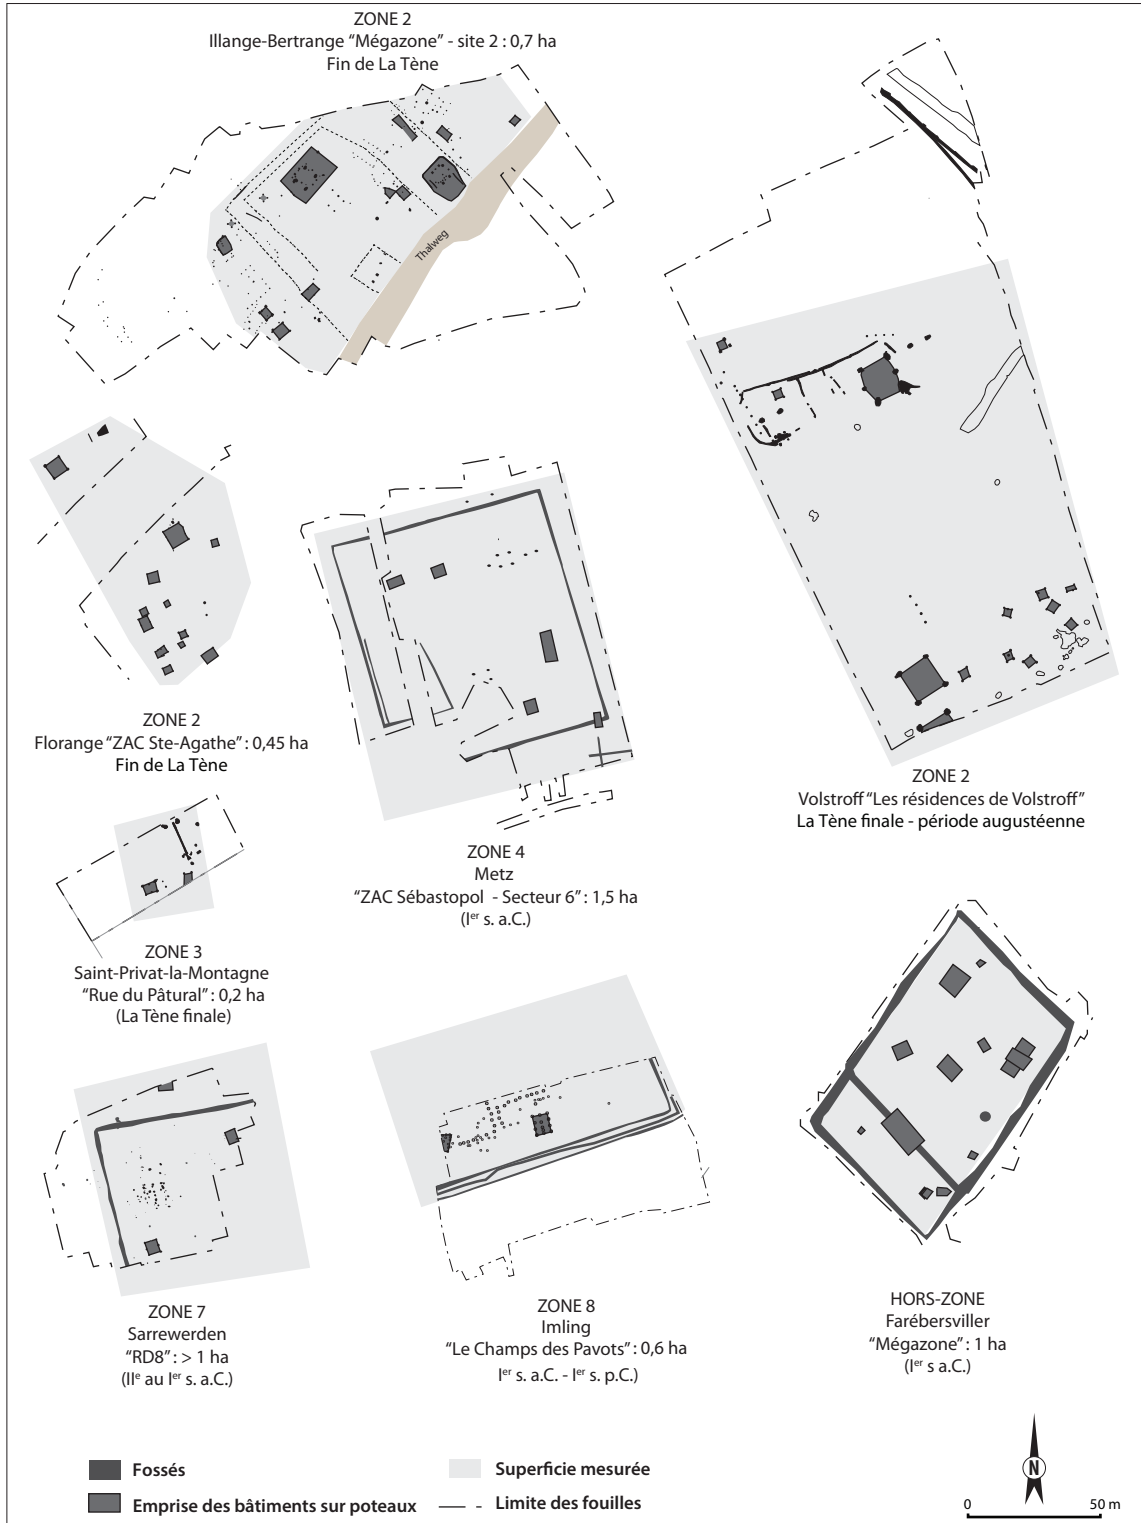 ZONE 2
Illange-Bertrange “Mégazone” - site 2 : 0,7 ha
Fin de La Tène
Thalweg
ZONE 2
Florange “ZAC Ste-Agathe” : 0,45 ha
Fin de La Tène
ZONE 4
Metz
“ZAC Sébastopol - Secteur 6” : 1,5 ha
(Ier s. a.C.)
ZONE 2
Volstroff “Les résidences de Volstroff”
La Tène finale - période augustéenne
ZONE 3
Saint-Privat-la-Montagne
“Rue du Pâtural” : 0,2 ha
(La Tène finale)
ZONE 7
Sarrewerden
“RD8” : > 1 ha
(IIe au Ier s. a.C.)
ZONE 8
Imling
“Le Champs des Pavots” : 0,6 ha
Ier s. a.C. - Ier s. p.C.)
HORS-ZONE
Farébersviller
“Mégazone” : 1 ha
(Ier s a.C.)
Fossés
Emprise des bâtiments sur poteaux
Superficie mesurée
Limite des fouilles
N
0 50 m